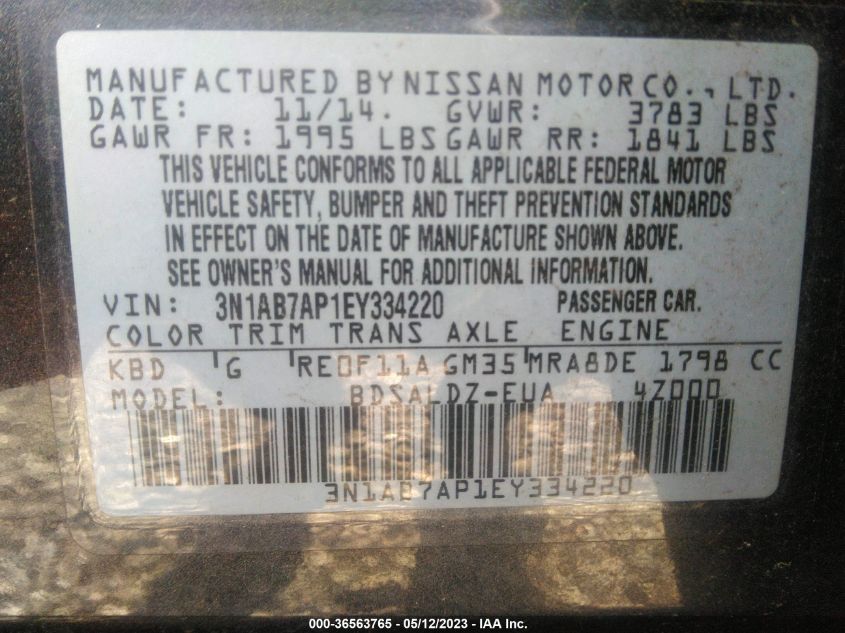 MANUFACTURED BY NISSAN MOTOR CO., LTD.
DATE: 11/14. GVWR: 3783 LBS
GAWR FR: 1995 LBS GAWR RR: 1841 LBS
THIS VEHICLE CONFORMS TO ALL APPLICABLE FEDERAL MOTOR
VEHICLE SAFETY, BUMPER AND THEFT PREVENTION STANDARDS
IN EFFECT ON THE DATE OF MANUFACTURE SHOWN ABOVE.
SEE OWNER'S MANUAL FOR ADDITIONAL INFORMATION.
VIN: 3N1AB7AP1EY334220 PASSENGER CAR.
COLOR TRIM TRANS AXLE ENGINE
KBD 'G 'RE0F11A GM35'MRA8DE 1798 CC
MODEL: BDSALDZ-EUA 4Z000
3N1AB7AP1EY334220
000-36563765 - 05/12/2023 - IAA Inc.